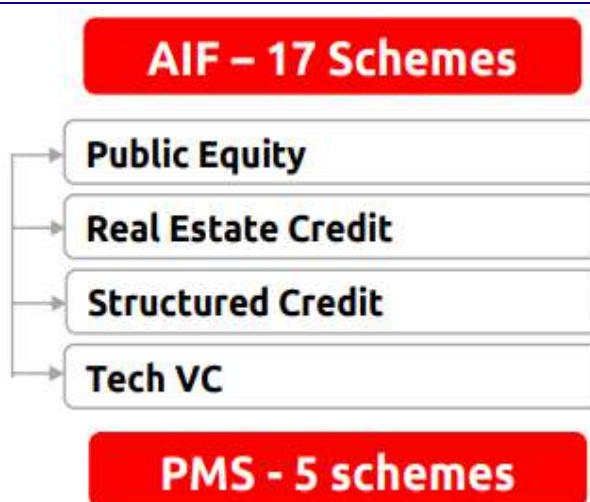 AIF – 17 Schemes
Public Equity
Real Estate Credit
Structured Credit
Tech VC
PMS - 5 schemes